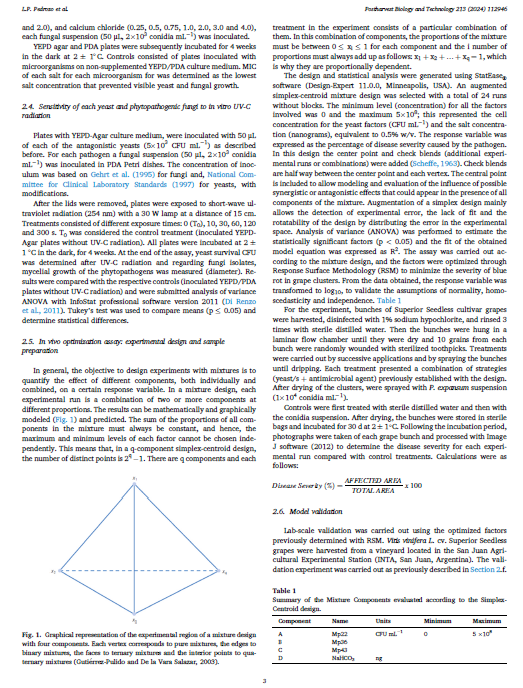 L.P. Pedrozo et al.
Postharvest Biology and Technology 213 (2024) 112946
and 2.0), and calcium chloride (0.25, 0.5, 0.75, 1.0, 2.0, 3.0 and 4.0),
each fungal suspension (50 μL, 2×10³ conidia mL⁻¹) was inoculated.
YEPD agar and PDA plates were subsequently incubated for 4 weeks
in the dark at 2 ± 1°C. Controls consisted of plates inoculated with
microorganisms on non-supplemented YEPD/PDA culture medium. MIC
of each salt for each microorganism for was determined as the lowest
salt concentration that prevented visible yeast and fungal growth.
2.4. Sensitivity of each yeast and phytopathogenic fungi to in vitro UV-C
radiation
Plates with YEPD-Agar culture medium, were inoculated with 50 μL
of each of the antagonistic yeasts (5×10² CFU mL⁻¹) as described
before. For each pathogen a fungal suspension (50 μL, 2×10³ conidia
mL⁻¹) was inoculated in PDA Petri dishes. The concentration of inoc-
ulum was based on Gehrt et al. (1995) for fungi and, National Com-
mittee for Clinical Laboratory Standards (1997) for yeasts, with
modifications.
After the lids were removed, plates were exposed to short-wave ul-
traviolet radiation (254 nm) with a 30 W lamp at a distance of 15 cm.
Treatments consisted of different exposure times: 0 (T₀), 10, 30, 60, 120
and 300 s. T₀ was considered the control treatment (inoculated YEPD-
Agar plates without UV-C radiation). All plates were incubated at 2 ±
1 °C in the dark, for 4 weeks. At the end of the assay, yeast survival CFU
was determined after UV-C radiation and regarding fungi isolates,
mycelial growth of the phytopathogens was measured (diameter). Re-
sults were compared with the respective controls (inoculated YEPD/PDA
plates without UV-C radiation) and were submitted analysis of variance
ANOVA with InfoStat professional software version 2011 (Di Renzo
et al., 2011). Tukey's test was used to compare means (p ≤ 0.05) and
determine statistical differences.
2.5. In vivo optimisation assay: experimental design and sample
preparation
In general, the objective to design experiments with mixtures is to
quantify the effect of different components, both individually and
combined, on a certain response variable. In a mixture design, each
experimental run is a combination of two or more components at
different proportions. The results can be mathematically and graphically
modeled (Fig. 1) and predicted. The sum of the proportions of all com-
ponents in the mixture must always be constant, and hence, the
maximum and minimum levels of each factor cannot be chosen inde-
pendently. This means that, in a q-component simplex-centroid design,
the number of distinct points is 2^q −1. There are q components and each
Fig. 1. Graphical representation of the experimental region of a mixture design
with four components. Each vertex corresponds to pure mixtures, the edges to
binary mixtures, the faces to ternary mixtures and the interior points to qua-
ternary mixtures (Gutiérrez-Pulido and De la Vara Salazar, 2003).
treatment in the experiment consists of a particular combination of
them. In this combination of components, the proportions of the mixture
must be between 0 ≤ xᵢ ≤ 1 for each component and the i number of
proportions must always add up as follows: x₁ + x₂ + … + x_q = 1, which
is why they are proportionally dependent.
The design and statistical analysis were generated using StatEase®
software (Design-Expert 11.0.0, Minneapolis, USA). An augmented
simplex-centroid mixture design was selected with a total of 24 runs
without blocks. The minimum level (concentration) for all the factors
involved was 0 and the maximum 5×10⁶; this represented the cell
concentration for the yeast factors (CFU mL⁻¹) and the salt concentra-
tion (nanograms), equivalent to 0.5% w/v. The response variable was
expressed as the percentage of disease severity caused by the pathogen.
In this design the center point and check blends (additional experi-
mental runs or combinations) were added (Scheffe, 1963). Check blends
are half way between the center point and each vertex. The central point
is included to allow modeling and evaluation of the influence of possible
synergistic or antagonistic effects that could appear in the presence of all
components of the mixture. Augmentation of a simplex design mainly
allows the detection of experimental error, the lack of fit and the
rotatability of the design by distributing the error in the experimental
space. Analysis of variance (ANOVA) was performed to estimate the
statistically significant factors (p < 0.05) and the fit of the obtained
model equation was expressed as R². The assay was carried out ac-
cording to the mixture design, and the factors were optimized through
Response Surface Methodology (RSM) to minimize the severity of blue
rot in grape clusters. From the data obtained, the response variable was
transformed to log₁₀, to validate the assumptions of normality, homo-
scedasticity and independence. Table 1
For the experiment, bunches of Superior Seedless cultivar grapes
were harvested, disinfected with 1% sodium hypochlorite, and rinsed 3
times with sterile distilled water. Then the bunches were hung in a
laminar flow chamber until they were dry and 10 grains from each
bunch were randomly wounded with sterilized toothpicks. Treatments
were carried out by successive applications and by spraying the bunches
until dripping. Each treatment presented a combination of strategies
(yeast/s + antimicrobial agent) previously established with the design.
After drying of the clusters, were sprayed with P. expansum suspension
(1×10⁴ conidia mL⁻¹).
Controls were first treated with sterile distilled water and then with
the conidia suspension. After drying, the bunches were stored in sterile
bags and incubated for 30 d at 2 ± 1°C. Following the incubation period,
photographs were taken of each grape bunch and processed with Image
J software (2012) to determine the disease severity for each experi-
mental run compared with control treatments. Calculations were as
follows:
Disease Severity (%) = AFFECTED AREA / TOTAL AREA x 100
2.6. Model validation
Lab-scale validation was carried out using the optimized factors
previously determined with RSM. Vitis vinifera L. cv. Superior Seedless
grapes were harvested from a vineyard located in the San Juan Agri-
cultural Experimental Station (INTA, San Juan, Argentina). The vali-
dation experiment was carried out as previously described in Section 2.f.
Table 1
Summary of the Mixture Components evaluated according to the Simplex-
Centroid design.
Component Name Units Minimum Maximum
A Mp22 CFU mL⁻¹ 0 5 ×10⁶
B Mp36
C Mp43
D NaHCO₃ ng
3